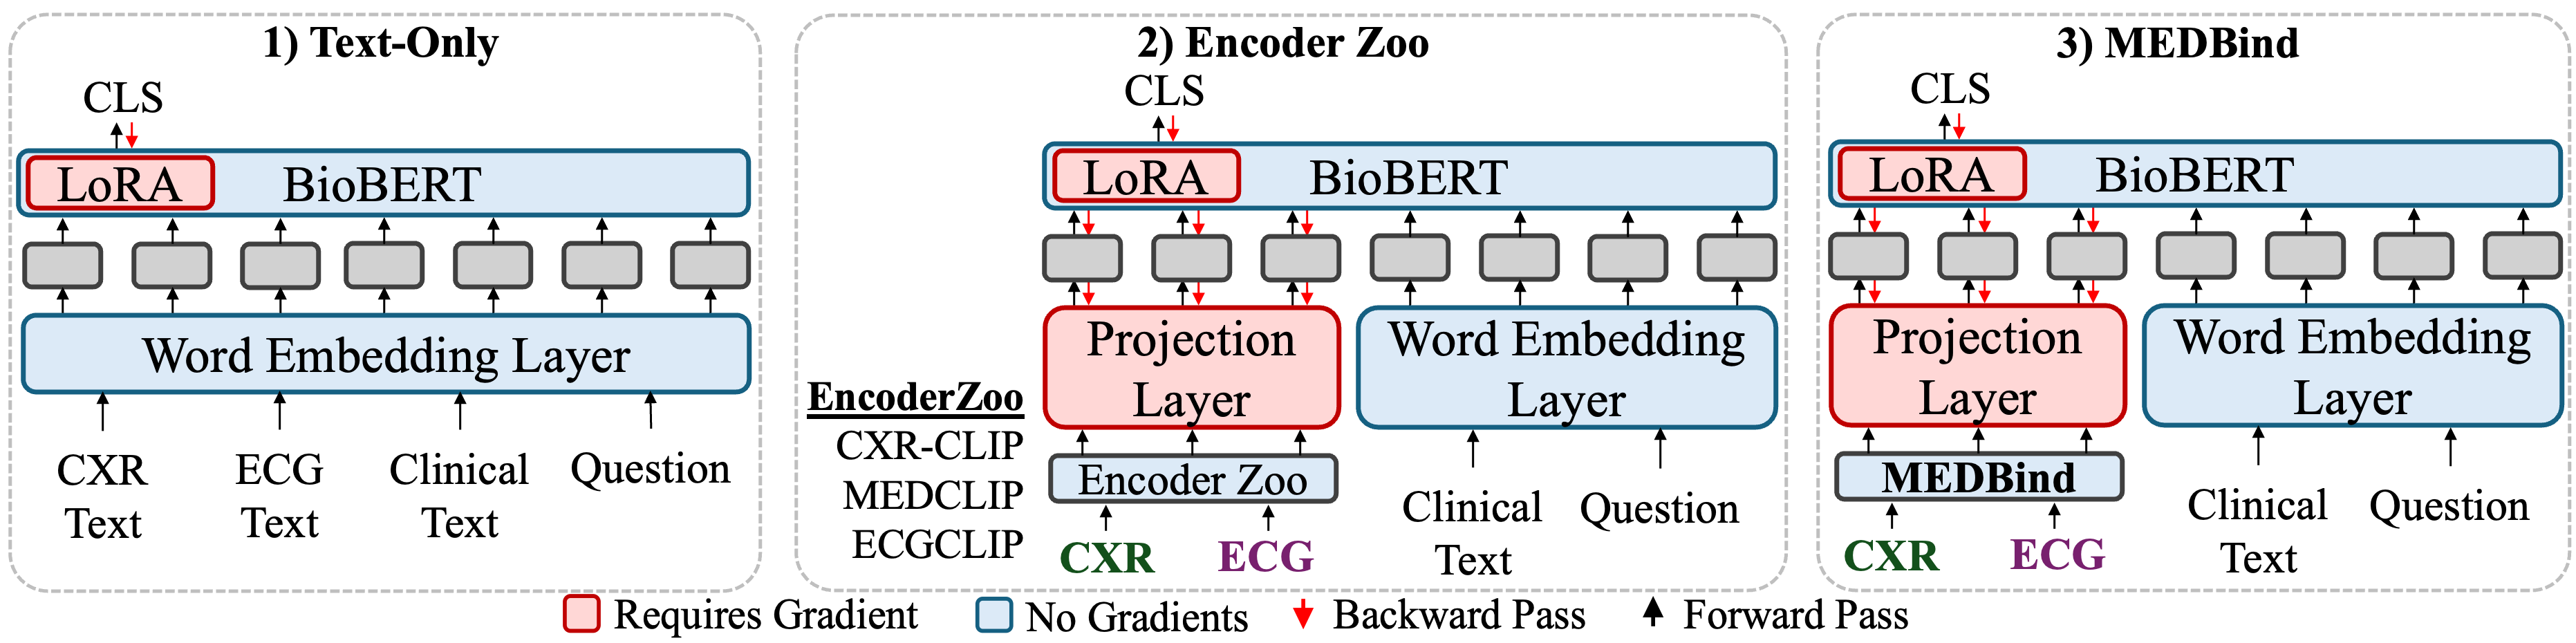 1) Text-Only
CLS
LoRA
BioBERT
Word Embedding Layer
CXR
Text
ECG
Text
Clinical
Text
Question
2) Encoder Zoo
CLS
LoRA
BioBERT
Projection
Layer
Word Embedding
Layer
EncoderZoo
CXR-CLIP
MEDCLIP
ECGCLIP
Encoder Zoo
CXR
ECG
Clinical
Text
Question
3) MEDBind
CLS
LoRA
BioBERT
Projection
Layer
Word Embedding
Layer
MEDBind
CXR
ECG
Clinical
Text
Question
Requires Gradient
No Gradients
Backward Pass
Forward Pass